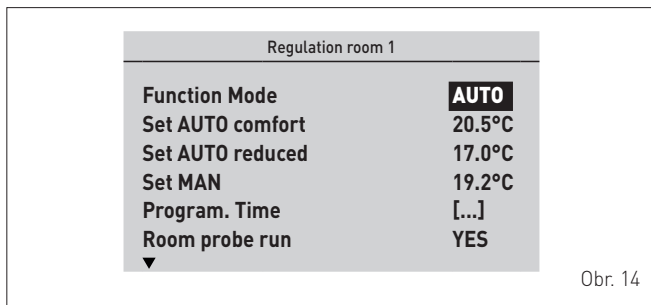 Regulation room 1
Function Mode AUTO
Set AUTO comfort 20.5°C
Set AUTO reduced 17.0°C
Set MAN 19.2°C
Program. Time [...]
Room probe run YES
▼
Obr. 14